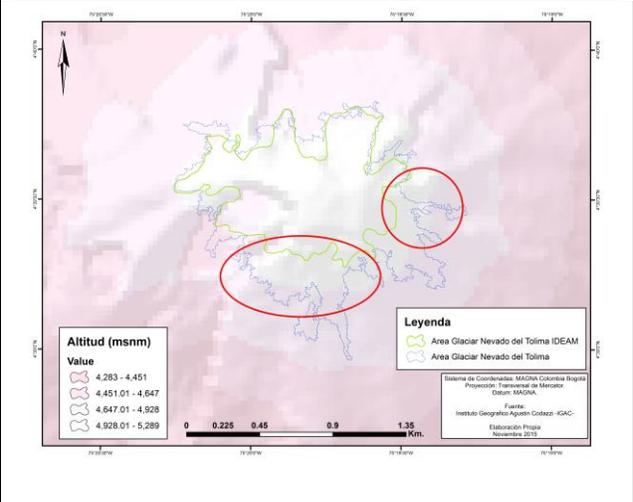 N
Leyenda
Area Glaciar Nevado del Tolima IDEAM
Area Glaciar Nevado del Tolima
Altitud (msnm)
Value
4,283 - 4,451
4,451.01 - 4,647
4,647.01 - 4,928
4,928.01 - 5,289
0 0.225 0.45 0.9 1.35
Km.
Sistema de Coordenadas: MAGNA Colombia Bogotá
Proyección: Transversal de Mercator
Datum: MAGNA.
Fuente:
Instituto Geografico Agustin Codazzi -IGAC-
Elaboración Propia
Noviembre 2015